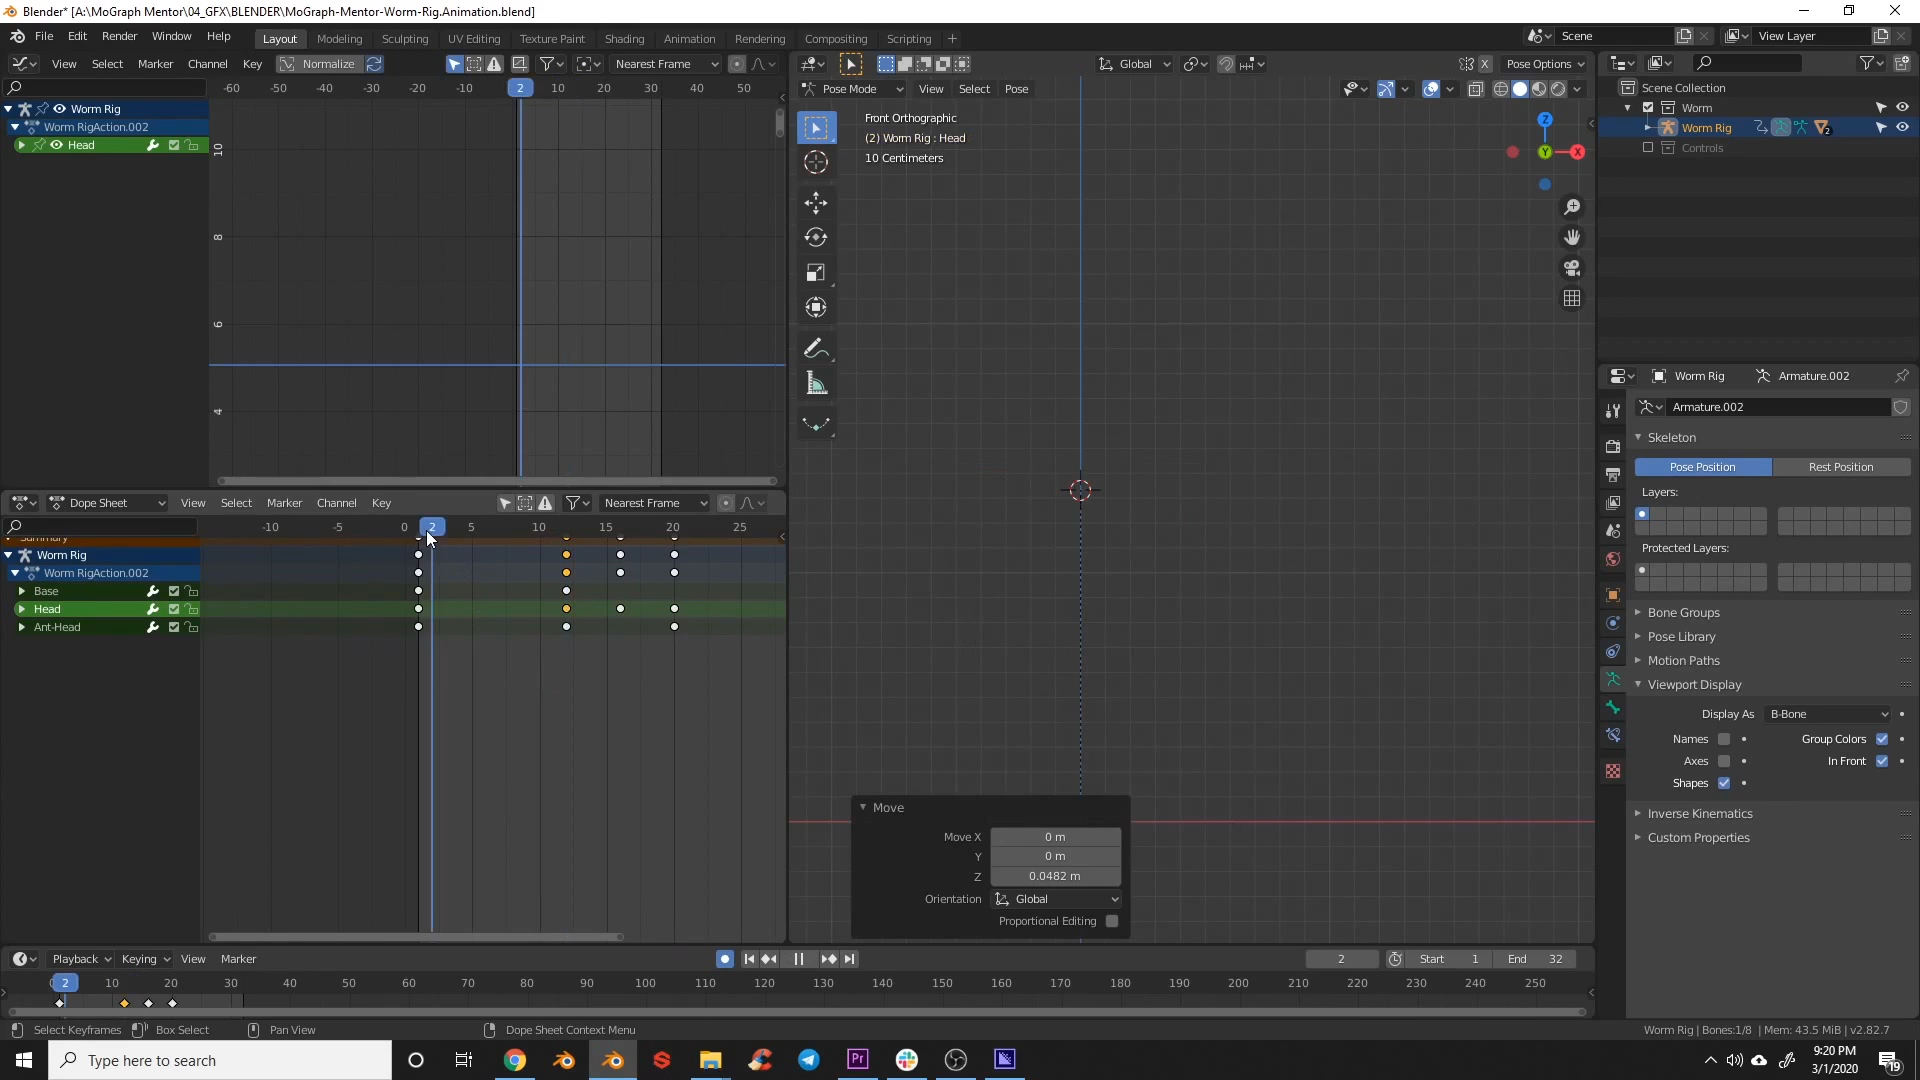 Blender* [A:\MoGraph Mentor\04_GFX\BLENDER\MoGraph-Mentor-Worm-Rig.Animation.blend]
File Edit Render Window Help Layout Modeling Sculpting UV Editing Texture Paint Shading Animation Rendering Compositing Scripting + Scene View Layer
View Select Marker Channel Key Normalize Nearest Frame Global X Pose Options
-60 -50 -40 -30 -20 -10 2 10 20 30 40 50
Pose Mode View Select Pose
Worm Rig
Worm RigAction.002
Head
10
8
6
4
Front Orthographic
(2) Worm Rig : Head
10 Centimeters
Z
Y
X
Scene Collection
Worm
Worm Rig 2
Controls
Worm Rig Armature.002
Armature.002
Skeleton
Pose Position Rest Position
Layers:
Protected Layers:
Bone Groups
Pose Library
Motion Paths
Viewport Display
Display As B-Bone
Names Group Colors
Axes In Front
Shapes
Inverse Kinematics
Custom Properties
Dope Sheet View Select Marker Channel Key Nearest Frame
-10 -5 0 2 5 10 15 20 25
Summary
Worm Rig
Worm RigAction.002
Base
Head
Ant-Head
Move
Move X 0 m
Y 0 m
Z 0.0482 m
Orientation Global
Proportional Editing
Playback Keying View Marker 2 Start 1 End 32
2 10 20 30 40 50 60 70 80 90 100 110 120 130 140 150 160 170 180 190 200 210 220 230 240 250
Select Keyframes Box Select Pan View Dope Sheet Context Menu Worm Rig | Bones:1/8 | Mem: 43.5 MiB | v2.82.7
Type here to search Pr 9:20 PM
3/1/2020 19